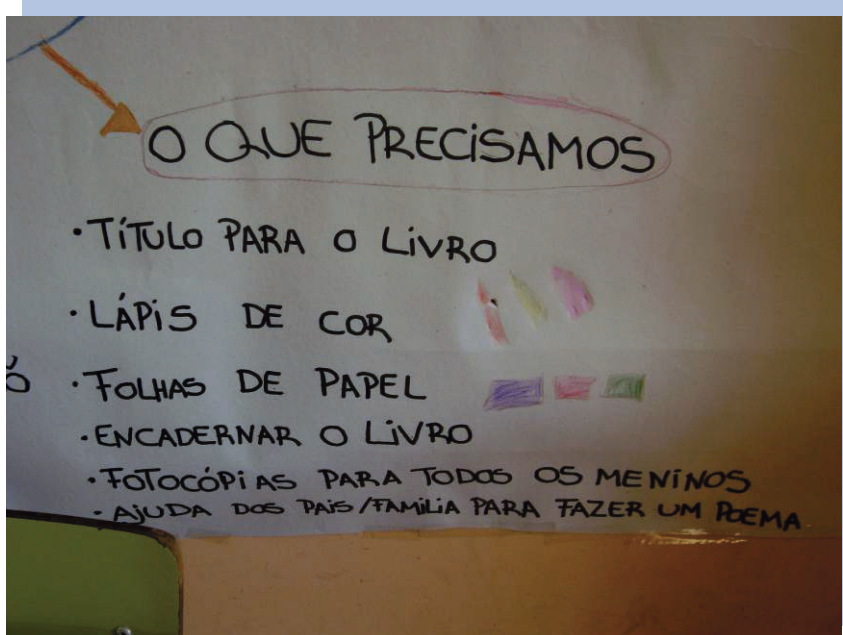 O QUE PRECISAMOS
· TÍTULO PARA O LIVRO
· LÁPIS DE COR
· FOLHAS DE PAPEL
· ENCADERNAR O LIVRO
· FOTOCÓPIAS PARA TODOS OS MENINOS
· AJUDA DOS PAIS/FAMILIA PARA FAZER UM POEMA